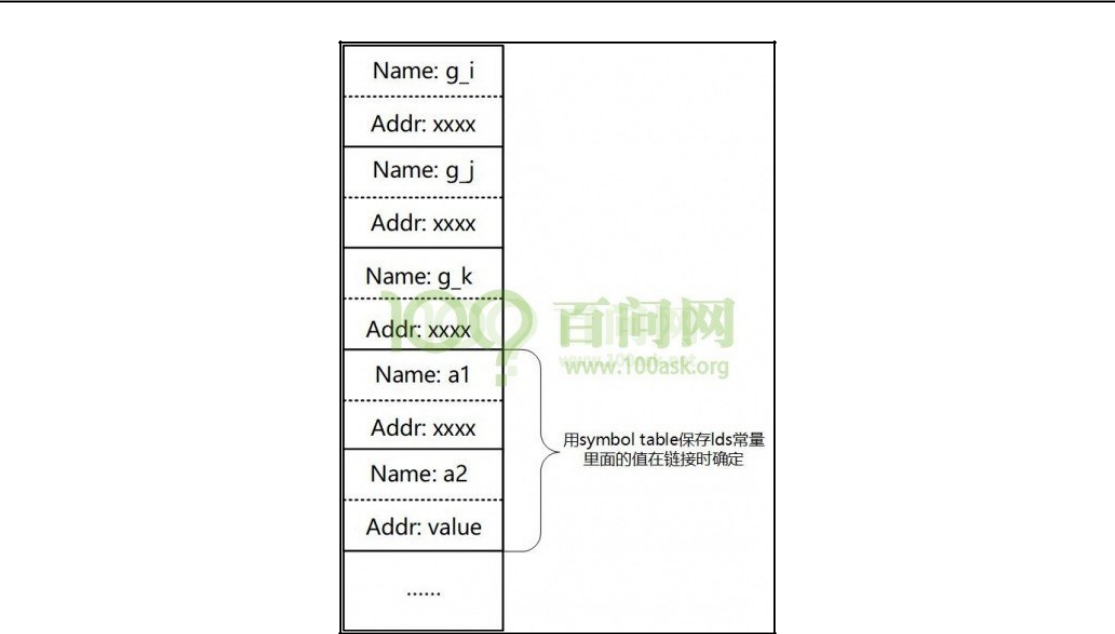 Name: g_i
Addr: xxxx
Name: g_j
Addr: xxxx
Name: g_k
Addr: xxxx
Name: a1
Addr: xxxx
Name: a2
Addr: value
......
100?
百问网
www.100ask.org
用symbol table保存lds常量
里面的值在链接时确定